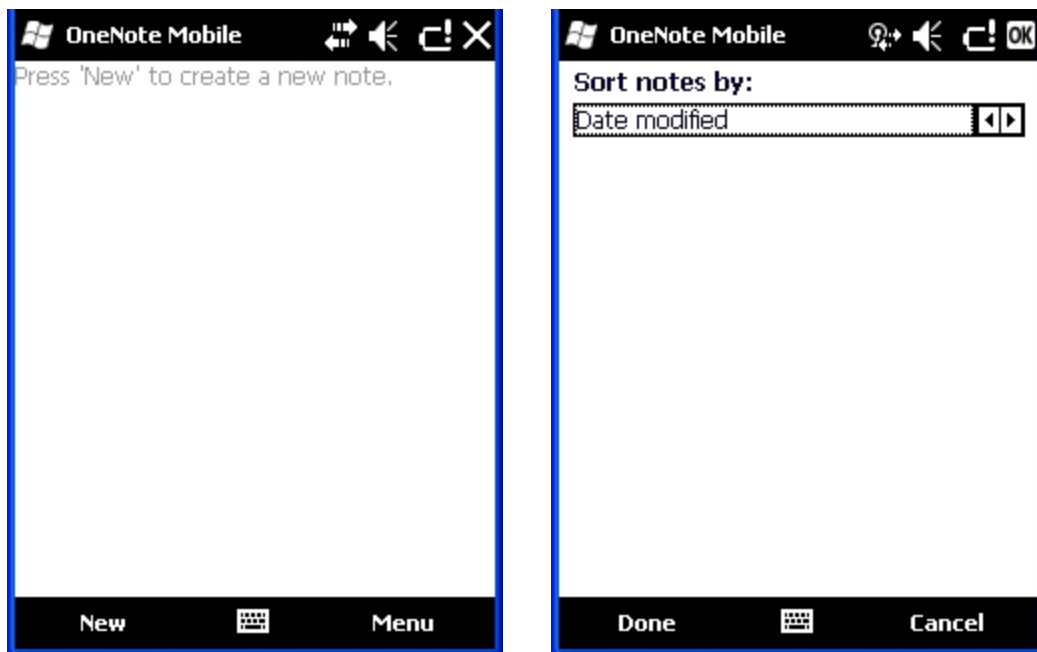 OneNote Mobile
Press 'New' to create a new note.
New
Menu
OneNote Mobile
OK
Sort notes by:
Date modified
Done
Cancel